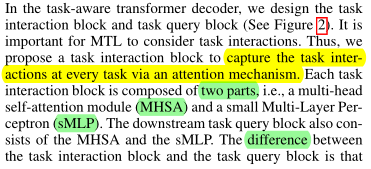 In the task-aware transformer decoder, we design the task
interaction block and task query block (See Figure 2). It is
important for MTL to consider task interactions. Thus, we
propose a task interaction block to capture the task inter-
actions at every task via an attention mechanism. Each task
interaction block is composed of two parts, i.e., a multi-head
self-attention module (MHSA) and a small Multi-Layer Per-
ceptron (sMLP). The downstream task query block also con-
sists of the MHSA and the sMLP. The difference between
the task interaction block and the task query block is that